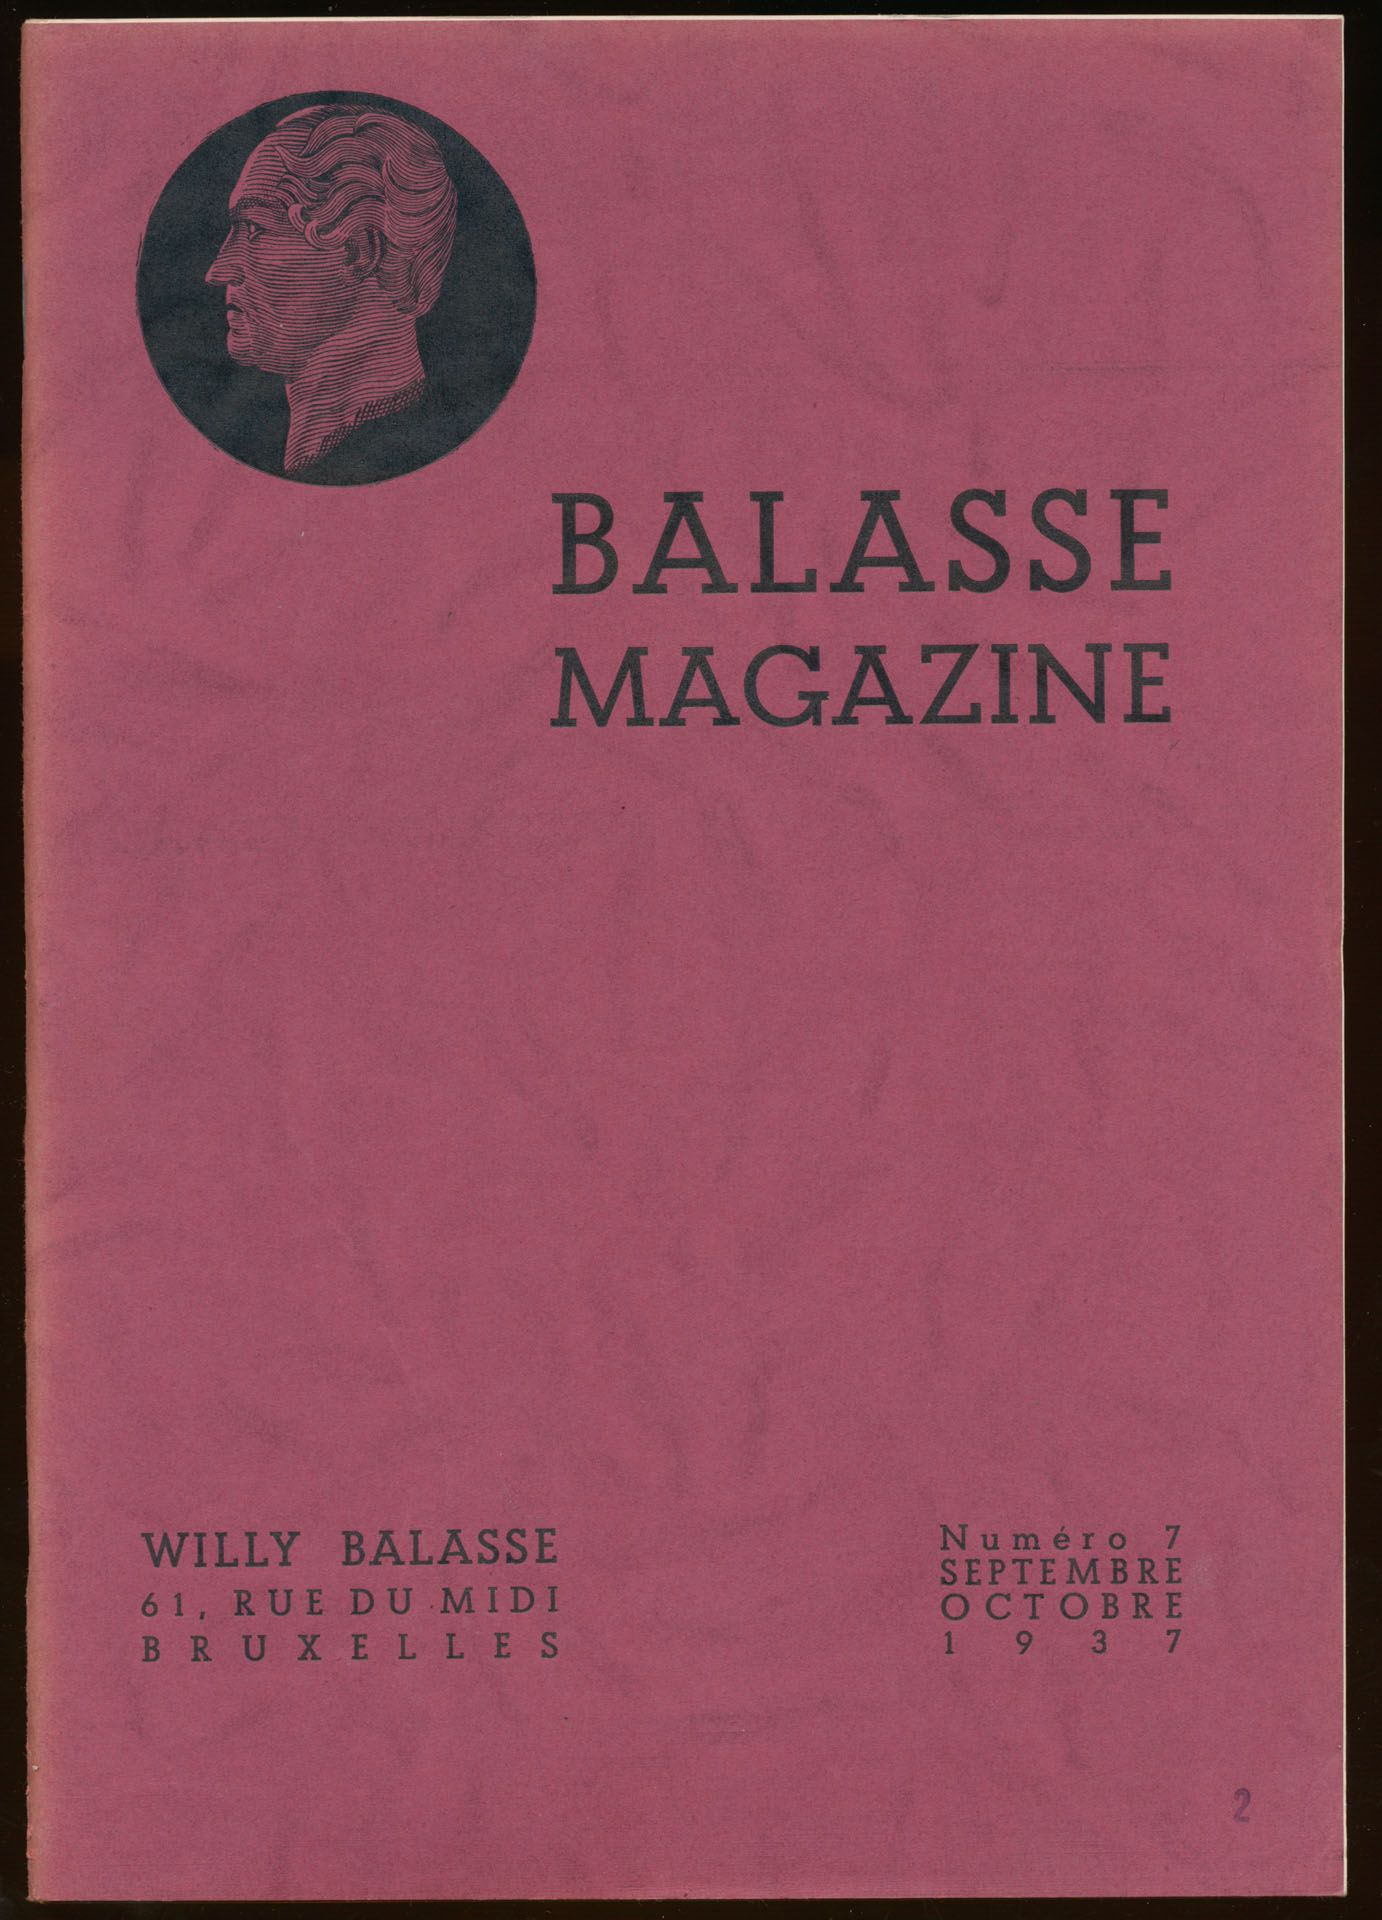 BALASSE
MAGAZINE
WILLY BALASSE
61, RUE DU MIDI
BRUXELLES
Numéro 7
SEPTEMBRE
OCTOBRE
1937
2